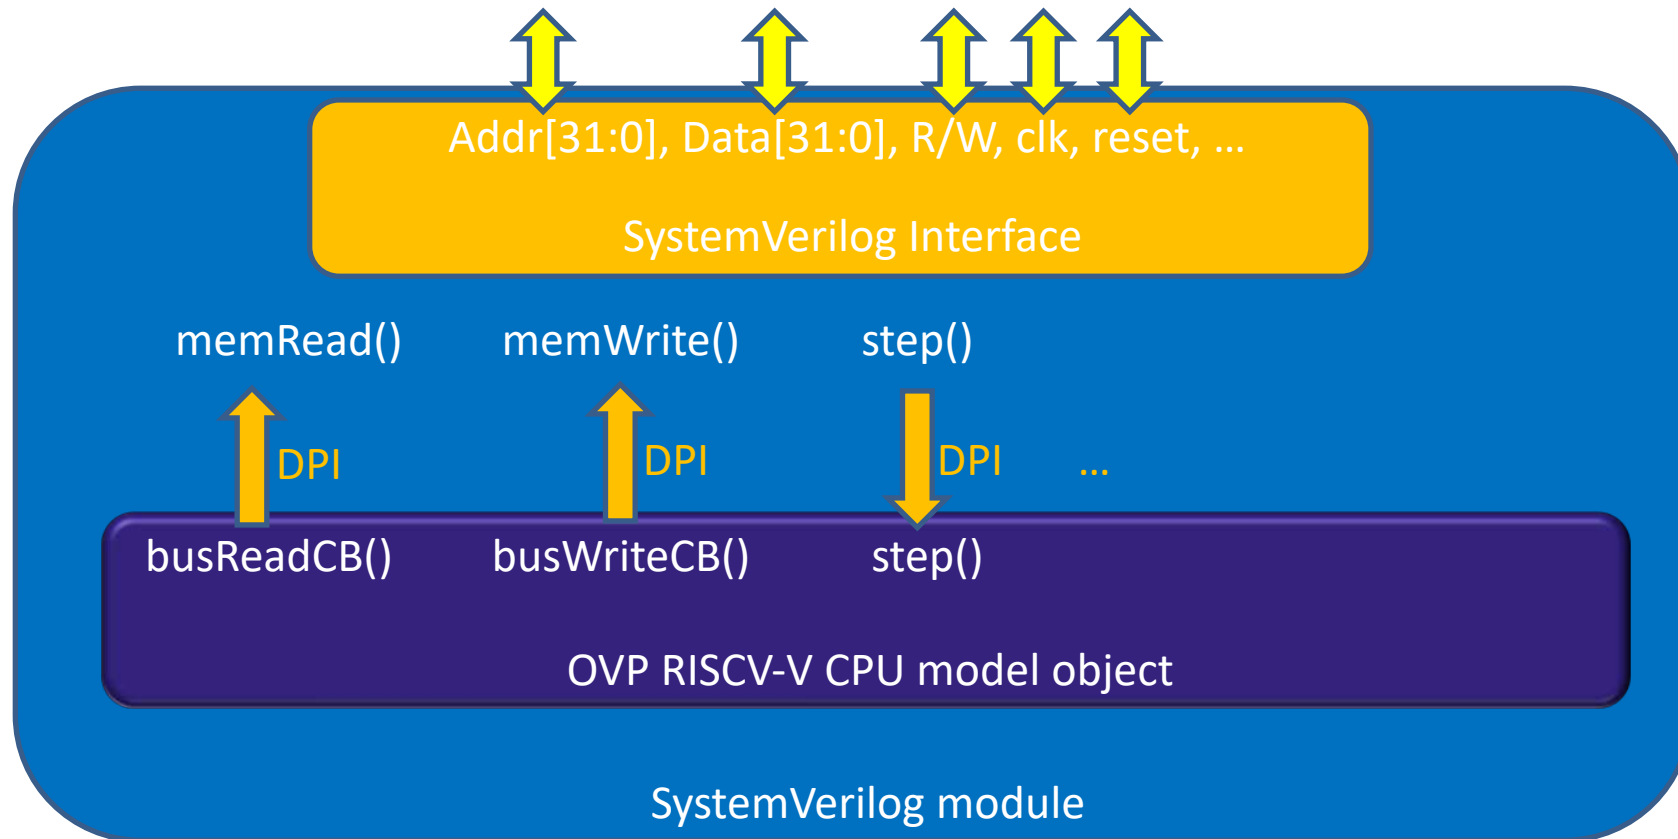 Addr[31:0], Data[31:0], R/W, clk, reset, ...
SystemVerilog Interface
memRead() memWrite() step()
DPI DPI DPI ...
busReadCB() busWriteCB() step()
OVP RISCV-V CPU model object
SystemVerilog module